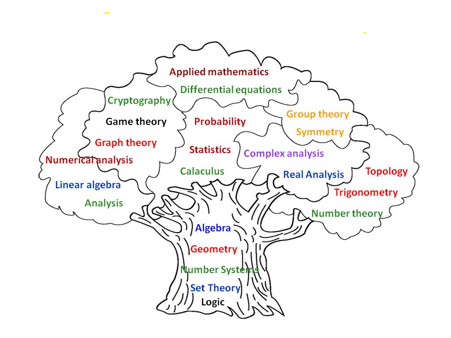 Applied mathematics
Differential equations
Cryptography
Group theory
Game theory
Probability
Symmetry
Graph theory
Statistics
Complex analysis
Numerical analysis
Calaculus
Real Analysis
Topology
Linear algebra
Trigonometry
Analysis
Number theory
Algebra
Geometry
Number Systems
Set Theory
Logic